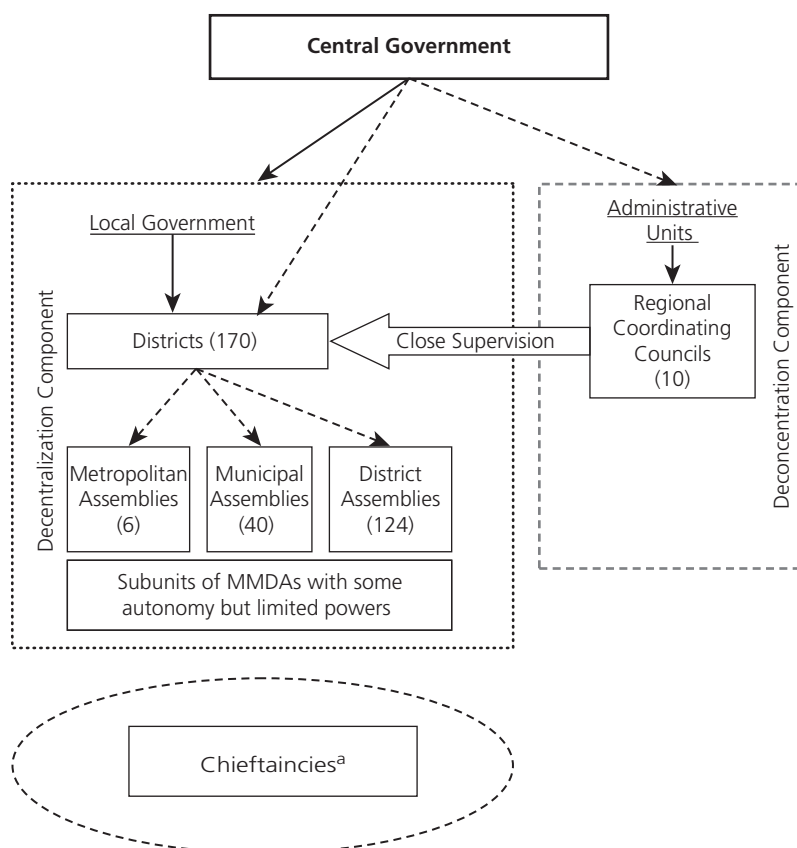 Central Government
Local Government
Districts (170)
Close Supervision
Administrative
Units
Regional
Coordinating
Councils
(10)
Decentralization Component
Deconcentration Component
Metropolitan
Assemblies
(6)
Municipal
Assemblies
(40)
District
Assemblies
(124)
Subunits of MMDAs with some
autonomy but limited powers
Chieftainciesᵃ